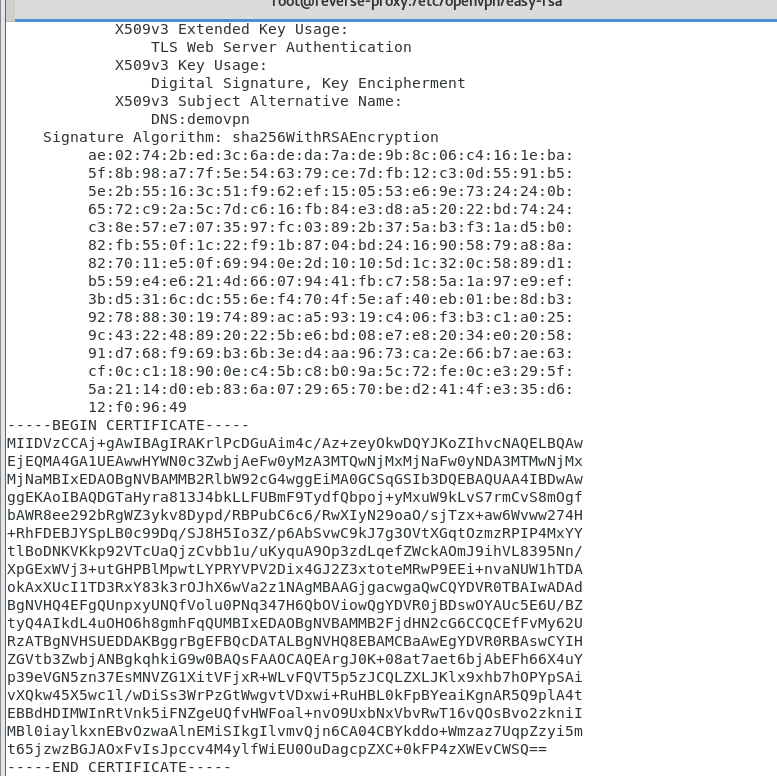 root@reverse-proxy:/etc/openvpn/easy-rsa
X509v3 Extended Key Usage:
TLS Web Server Authentication
X509v3 Key Usage:
Digital Signature, Key Encipherment
X509v3 Subject Alternative Name:
DNS:demovpn
Signature Algorithm: sha256WithRSAEncryption
ae:02:74:2b:ed:3c:6a:de:da:7a:de:9b:8c:06:c4:16:1e:ba:
5f:8b:98:a7:7f:5e:54:63:79:ce:7d:fb:12:c3:0d:55:91:b5:
5e:2b:55:16:3c:51:f9:62:ef:15:05:53:e6:9e:73:24:24:0b:
65:72:c9:2a:5c:7d:c6:16:fb:84:e3:d8:a5:20:22:bd:74:24:
c3:8e:57:e7:07:35:97:fc:03:89:2b:37:5a:b3:f3:1a:d5:b0:
82:fb:55:0f:1c:22:f9:1b:87:04:bd:24:16:90:58:79:a8:8a:
82:70:11:e5:0f:69:94:0e:2d:10:10:5d:1c:32:0c:58:89:d1:
b5:59:e4:e6:21:4d:66:07:94:41:fb:c7:58:5a:1a:97:e9:ef:
3b:d5:31:6c:dc:55:6e:f4:70:4f:5e:af:40:eb:01:be:8d:b3:
92:78:88:30:19:74:89:ac:a5:93:19:c4:06:f3:b3:c1:a0:25:
9c:43:22:48:89:20:22:5b:e6:bd:08:e7:e8:20:34:e0:20:58:
91:d7:68:f9:69:b3:6b:3e:d4:aa:96:73:ca:2e:66:b7:ae:63:
cf:0c:c1:18:90:0e:c4:5b:c8:b0:9a:5c:72:fe:0c:e3:29:5f:
5a:21:14:d0:eb:83:6a:07:29:65:70:be:d2:41:4f:e3:35:d6:
12:f0:96:49
-----BEGIN CERTIFICATE-----
MIIDVzCCAj+gAwIBAgIRAKrlPcDGuAim4c/Az+zeyOkwDQYJKoZIhvcNAQELBQAw
EjEQMA4GA1UEAwwHYWN0c3ZwbjAeFw0yMzA3MTQwNjMxMjNaFw0yNDA3MTMwNjMx
MjNaMBIxEDAOBgNVBAMMB2RlbW92cG4wggEiMA0GCSqGSIb3DQEBAQUAA4IBDwAw
ggEKAoIBAQDGTaHyra813J4bkLLFUBmF9TydfQbpoj+yMxuW9kLvS7rmCvS8mOgf
bAWR8ee292bRgWZ3ykv8Dypd/RBPubC6c6/RwXIyN29oaO/sjTzx+aw6Wvww274H
+RhFDEBJYSpLB0c99Dq/SJ8H5Io3Z/p6AbSvwC9kJ7g3OVtXGqtOzmzRPIP4MxYY
tlBoDNKVKkp92VTcUaQjzCvbb1u/uKyquA9Op3zdLqefZWckAOmJ9ihVL8395Nn/
XpGExWVj3+utGHPBlMpwtLYPRYVPV2Dix4GJ2Z3xtoteMRwP9EEi+nvaNUW1hTDA
okAxXUcI1TD3RxY83k3rOJhX6wVa2z1NAgMBAAGjgacwgaQwCQYDVR0TBAIwADAd
BgNVHQ4EFgQUnpxyUNQfVolu0PNq347H6QbOViowQgYDVR0jBDswOYAUc5E6U/BZ
tyQ4AIkdL4uOHO6h8gmhFqQUMBIxEDAOBgNVBAMMB2FjdHN2cG6CCQCEfFvMy62U
RzATBgNVHSUEDDAKBggrBgEFBQcDATALBgNVHQ8EBAMCBaAwEgYDVR0RBAswCYIH
ZGVtb3ZwbjANBgkqhkiG9w0BAQsFAAOCAQEArgJ0K+08at7aet6bjAbEFh66X4uY
p39eVGN5zn37EsMNVZG1XitVFjxR+WLvFQVT5p5zJCQLZXLJKlx9xhb7hOPYpSAi
vXQkw45X5wc1l/wDiSs3WrPzGtWwgvtVDxwi+RuHBL0kFpBYeaiKgnAR5Q9plA4t
EBBdHDIMWInRtVnk5iFNZgeUQfvHWFoal+nvO9UxbNxVbvRwT16vQOsBvo2zkniI
MBl0iaylkxnEBvOzwaAlnEMiSIkgIlvmvQjn6CA04CBYkddo+Wmzaz7UqpZzyi5m
t65jzwzBGJAOxFvIsJpccv4M4ylfWiEU0OuDagcpZXC+0kFP4zXWEvCWSQ==
-----END CERTIFICATE-----